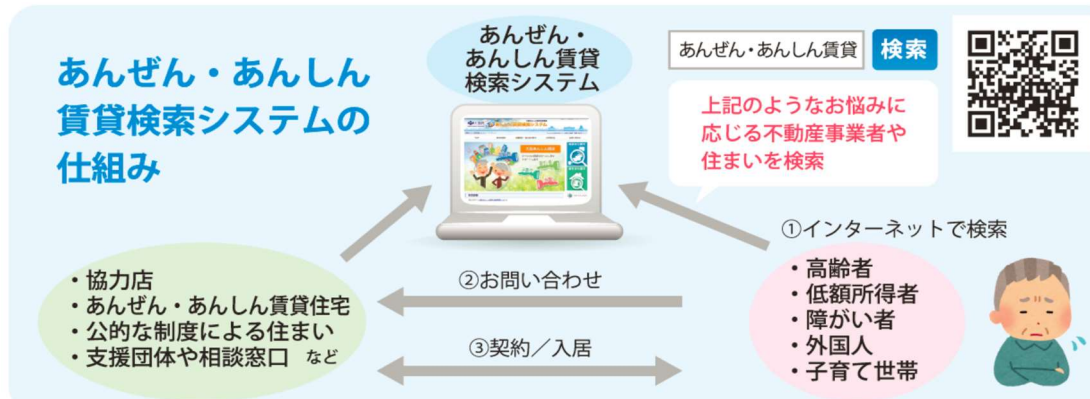 あんぜん・あんしん
賃貸検索システムの
仕組み
あんぜん・
あんしん賃貸
検索システム
あんぜん・あんしん賃貸
検索
上記のようなお悩みに
応じる不動産事業者や
住まいを検索
①インターネットで検索
・協力店
・あんぜん・あんしん賃貸住宅
・公的な制度による住まい
・支援団体や相談窓口 など
②お問い合わせ
③契約／入居
・高齢者
・低額所得者
・障がい者
・外国人
・子育て世帯